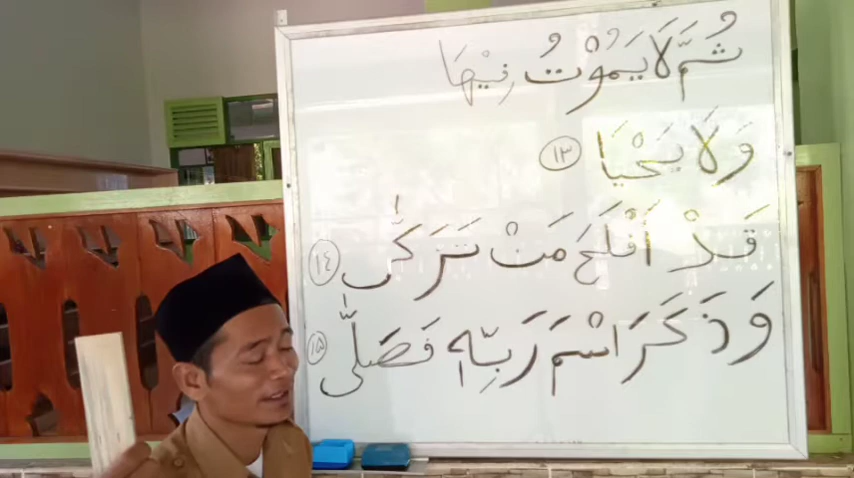 ثُمَّ لَا يَمُوْتُ فِيْهَا
وَلَا يَحْيَا ١٣
قَدْ أَفْلَحَ مَنْ تَزَكّٰى ١٤
وَذَكَرَ اسْمَ رَبِّهٖ فَصَلّٰى ١٥